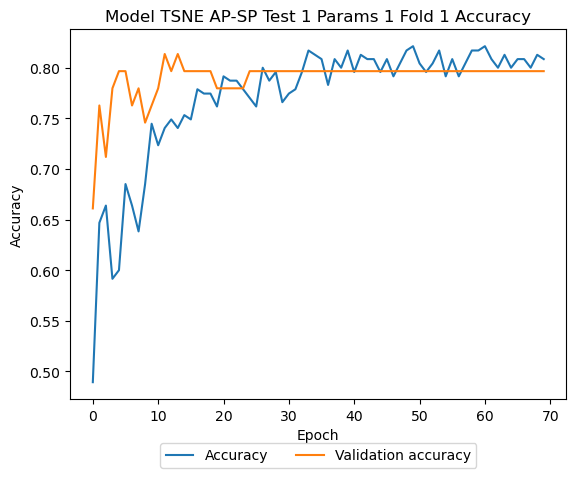 Model TSNE AP-SP Test 1 Params 1 Fold 1 Accuracy
Accuracy
0.80
0.75
0.70
0.65
0.60
0.55
0.50
0 10 20 30 40 50 60 70
Epoch
Accuracy Validation accuracy